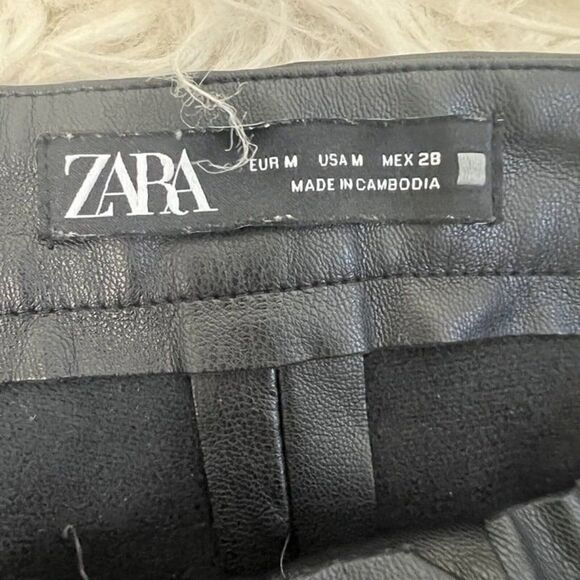 ZARA
EUR M USA M MEX 28
MADE IN CAMBODIA